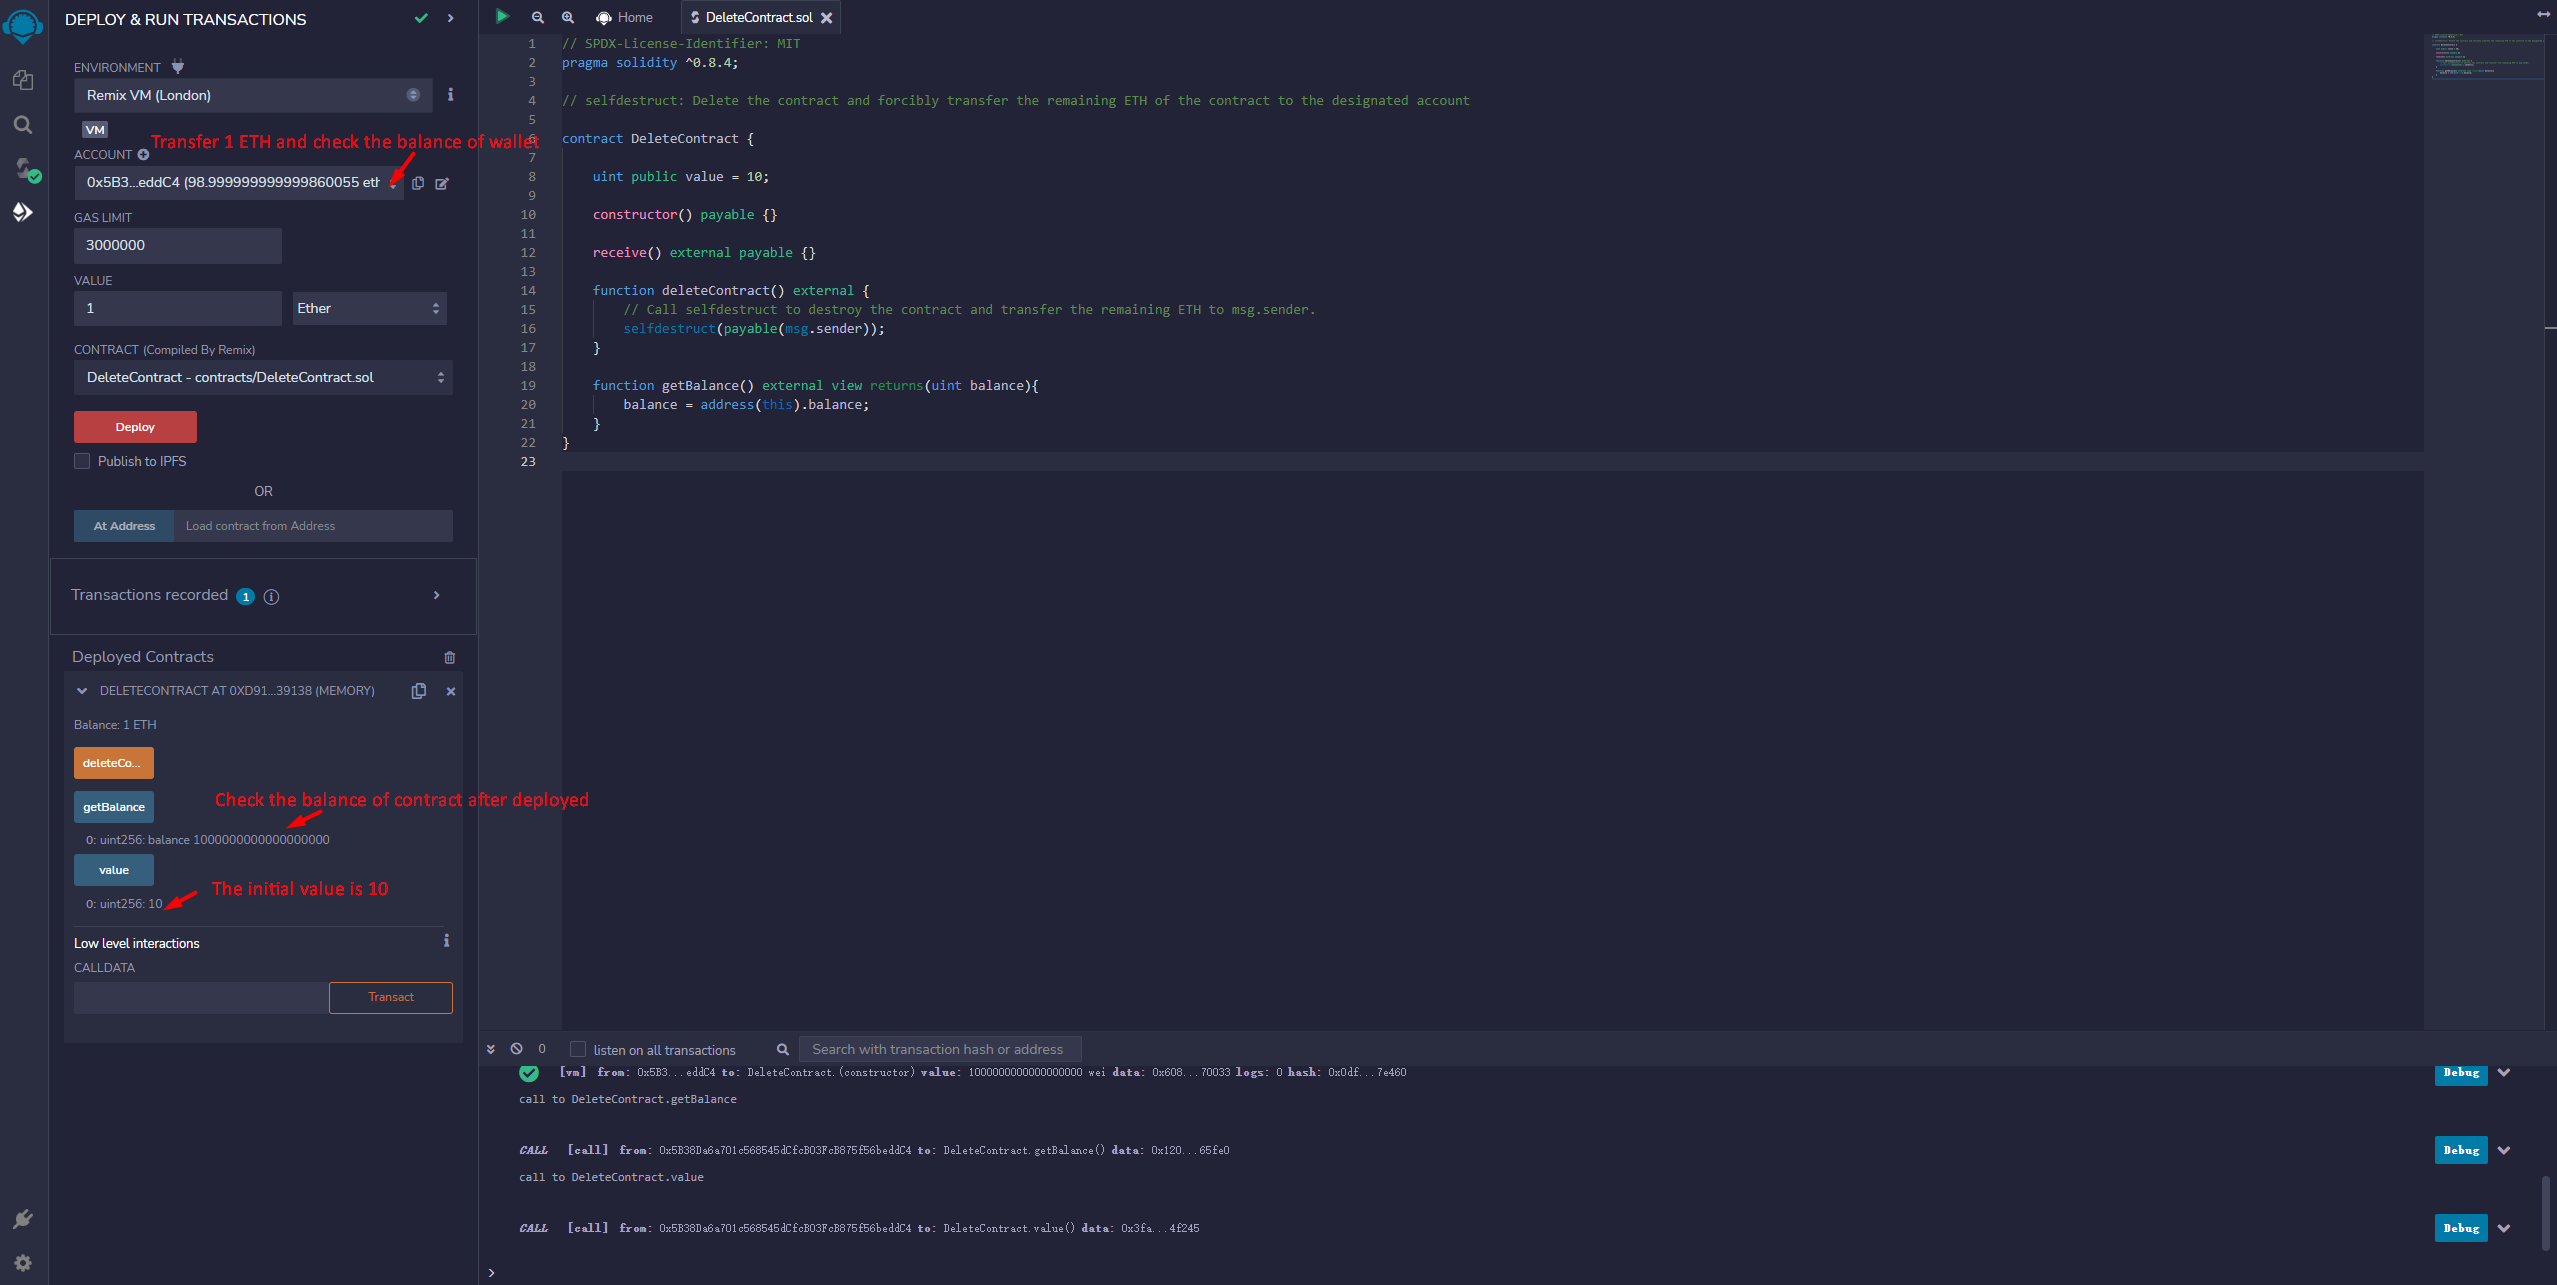 DEPLOY & RUN TRANSACTIONS
ENVIRONMENT
Remix VM (London)
VM
Transfer 1 ETH and check the balance of wallet
ACCOUNT
0x5B3...eddC4 (98.999999999999860055 eth
GAS LIMIT
3000000
VALUE
1
Ether
CONTRACT (Compiled By Remix)
DeleteContract - contracts/DeleteContract.sol
Deploy
Publish to IPFS
OR
At Address
Load contract from Address
Transactions recorded 1
Deployed Contracts
DELETECONTRACT AT 0XD91...39138 (MEMORY)
Balance: 1 ETH
deleteCo...
Check the balance of contract after deployed
getBalance
0: uint256: balance 1000000000000000000
value
The initial value is 10
0: uint256: 10
Low level interactions
CALLDATA
Transact
Home
DeleteContract.sol
1 // SPDX-License-Identifier: MIT
2 pragma solidity ^0.8.4;
3
4 // selfdestruct: Delete the contract and forcibly transfer the remaining ETH of the contract to the designated account
5
6 contract DeleteContract {
7
8 uint public value = 10;
9
10 constructor() payable {}
11
12 receive() external payable {}
13
14 function deleteContract() external {
15 // Call selfdestruct to destroy the contract and transfer the remaining ETH to msg.sender.
16 selfdestruct(payable(msg.sender));
17 }
18
19 function getBalance() external view returns(uint balance){
20 balance = address(this).balance;
21 }
22 }
23
0
listen on all transactions
Search with transaction hash or address
[vm] from: 0x5B3...eddC4 to: DeleteContract.(constructor) value: 1000000000000000000 wei data: 0x608...70033 logs: 0 hash: 0x0df...7e460
Debug
call to DeleteContract.getBalance
CALL [call] from: 0x5B38Da6a701c568545dCfcB03FcB875f56beddC4 to: DeleteContract.getBalance() data: 0x120...65fe0
Debug
call to DeleteContract.value
CALL [call] from: 0x5B38Da6a701c568545dCfcB03FcB875f56beddC4 to: DeleteContract.value() data: 0x3fa...4f245
Debug
>